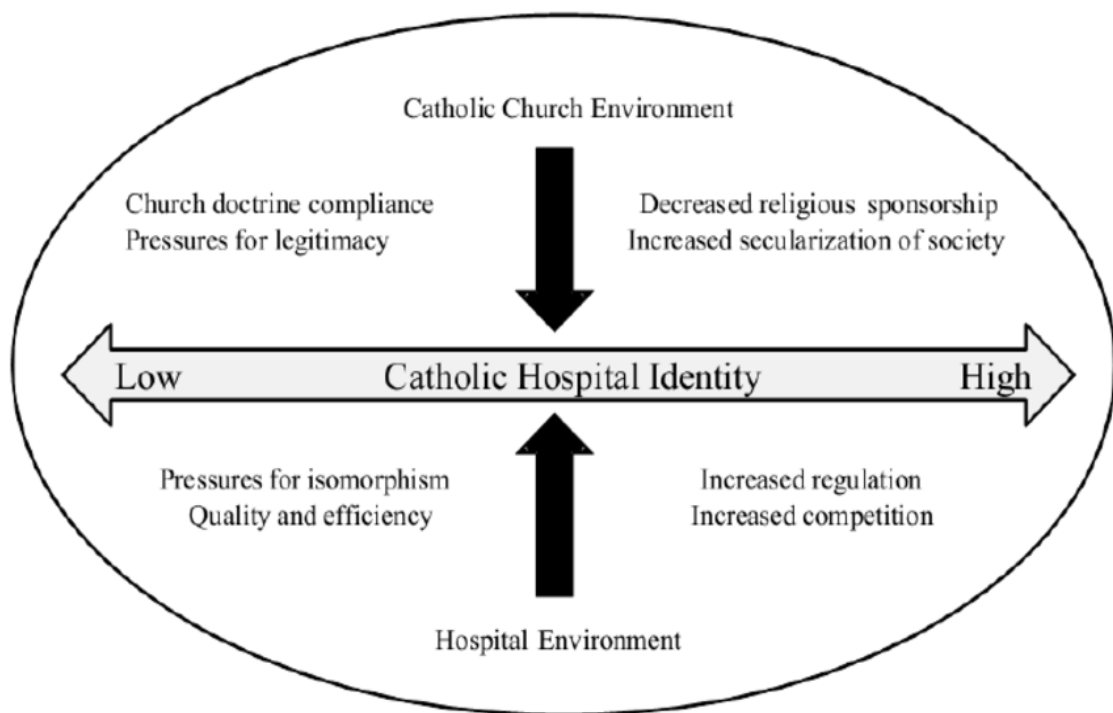 Catholic Church Environment
Church doctrine compliance
Pressures for legitimacy
Decreased religious sponsorship
Increased secularization of society
Low
Catholic Hospital Identity
High
Pressures for isomorphism
Quality and efficiency
Increased regulation
Increased competition
Hospital Environment